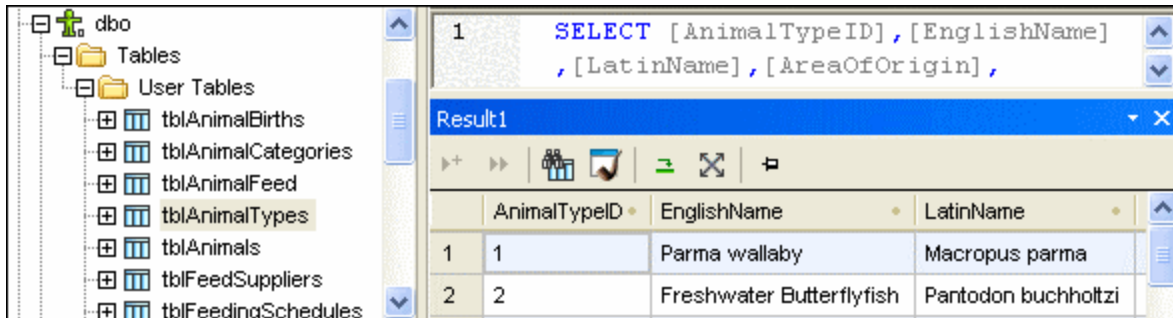 dbo
Tables
User Tables
tblAnimalBirths
tblAnimalCategories
tblAnimalFeed
tblAnimalTypes
tblAnimals
tblFeedSuppliers
tblFeedingSchedules
1 SELECT [AnimalTypeID],[EnglishName]
,[LatinName],[AreaOfOrigin],
Result1
AnimalTypeID EnglishName LatinName
1 1 Parma wallaby Macropus parma
2 2 Freshwater Butterflyfish Pantodon buchholtzi